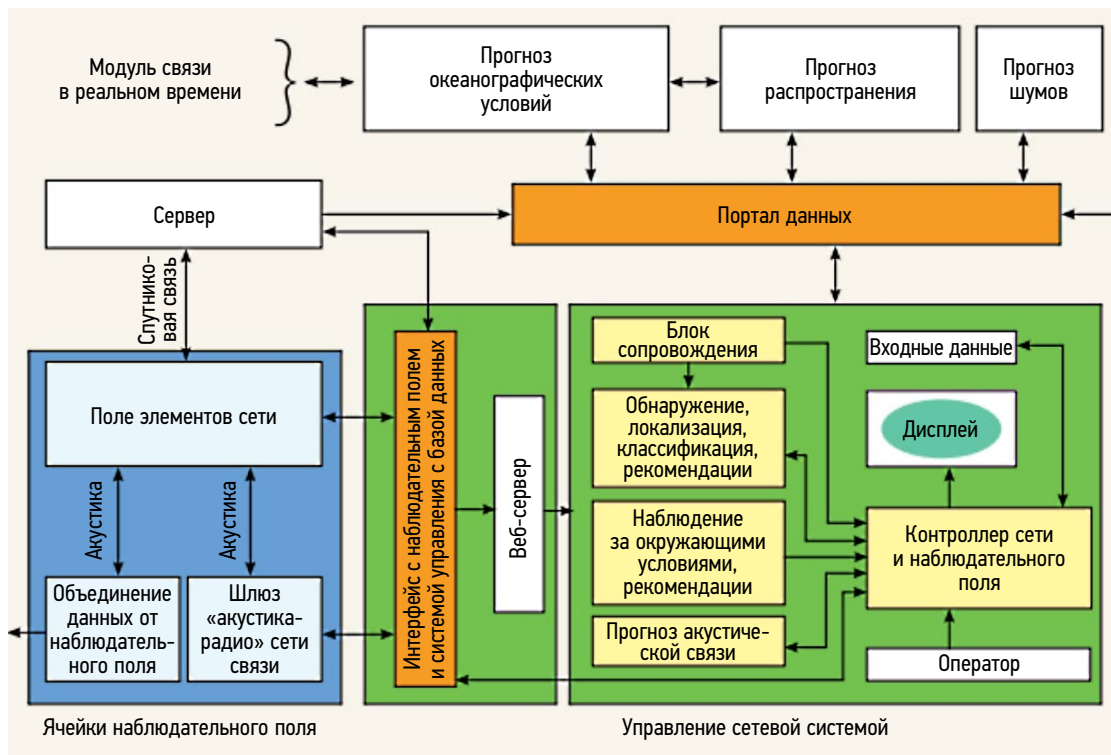 Модуль связи
в реальном времени
Прогноз
океанографических
условий
Прогноз
распространения
Прогноз
шумов
Сервер
Портал данных
Спутнико-
вая связь
Поле элементов сети
Акустика
Акустика
Объединение
данных от
наблюдатель-
ного поля
Шлюз
«акустика-
радио» сети
связи
Ячейки наблюдательного поля
Интерфейс с наблюдательным полем
и системой управления с базой данных
Веб-сервер
Блок
сопровождения
Обнаружение,
локализация,
классификация,
рекомендации
Наблюдение
за окружающими
условиями,
рекомендации
Прогноз акустиче-
ской связи
Входные данные
Дисплей
Контроллер сети
и наблюдательного
поля
Оператор
Управление сетевой системой